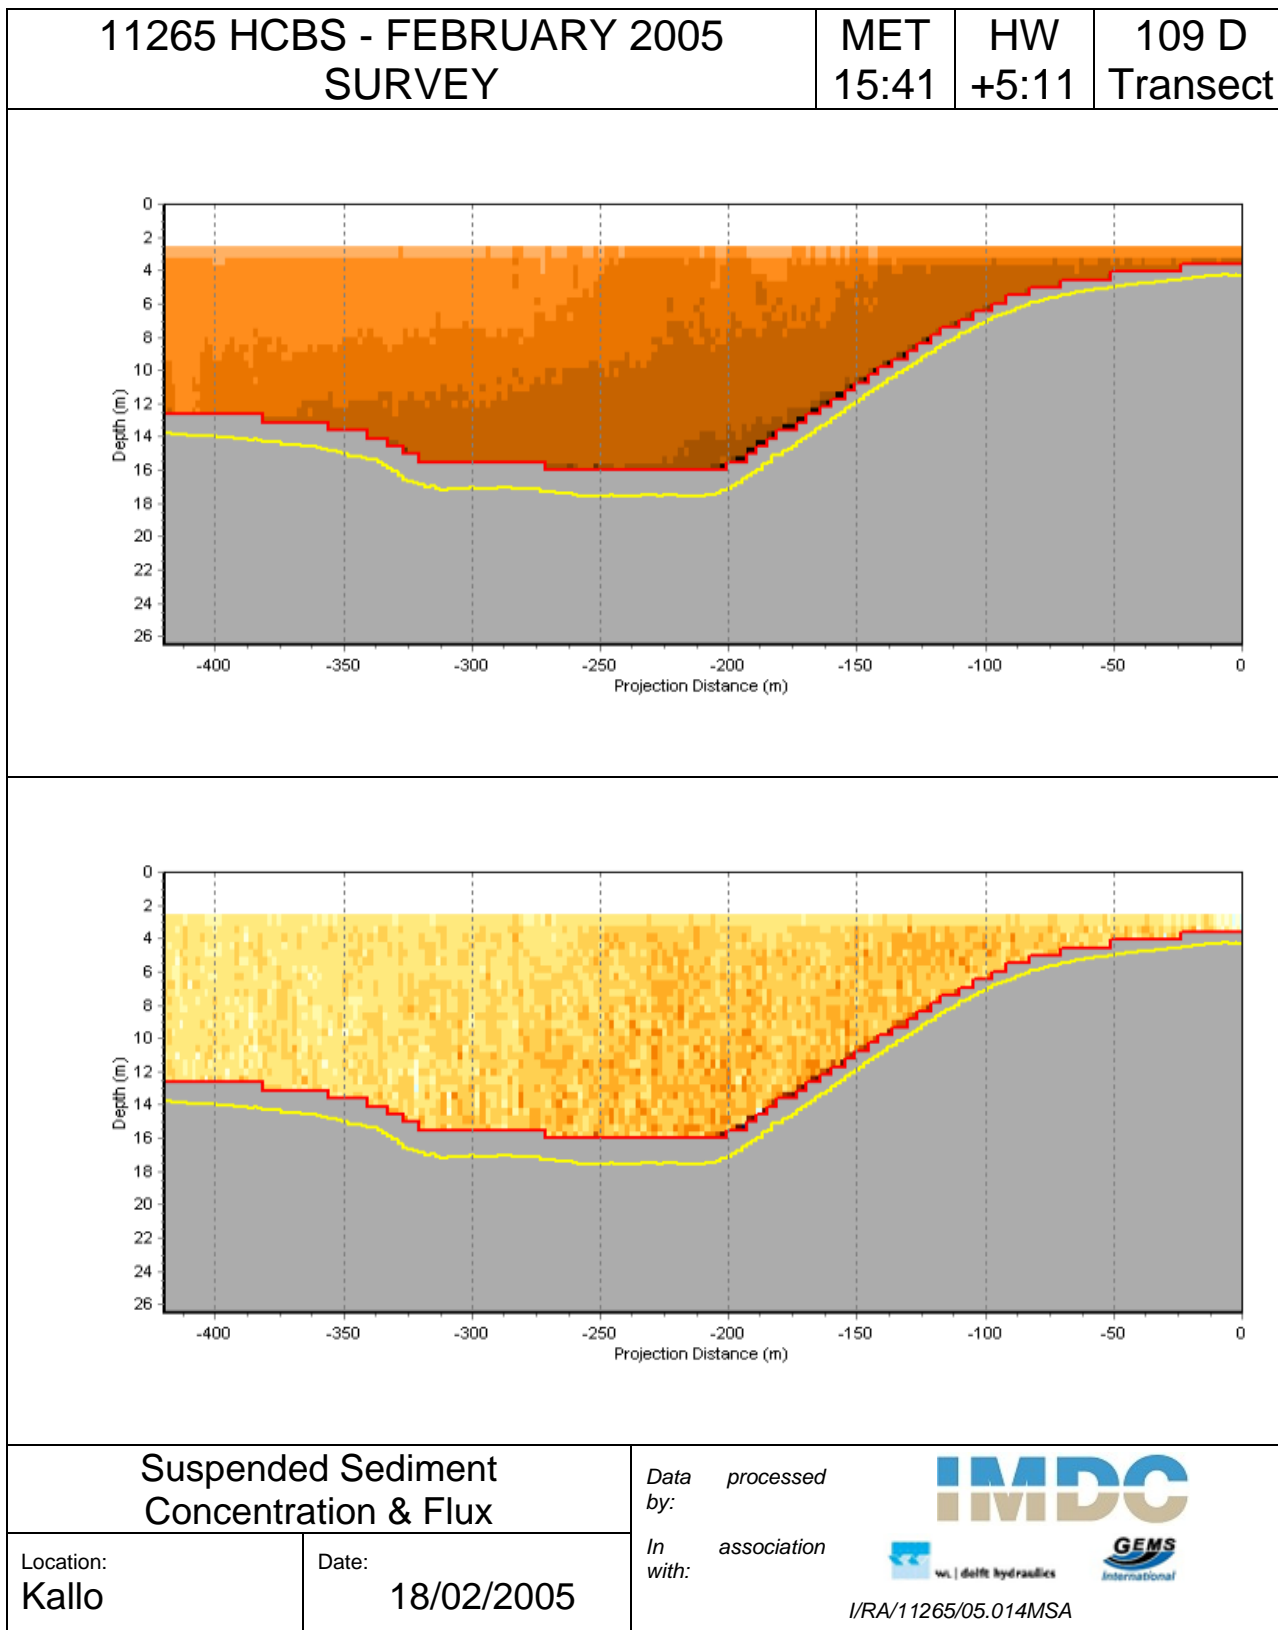 11265 HCBS - FEBRUARY 2005
SURVEY
MET
15:41
HW
+5:11
109 D
Transect
0
2
4
6
8
10
12
14
16
18
20
22
24
26
Depth (m)
-400
-350
-300
-250
-200
-150
-100
-50
0
Projection Distance (m)
0
2
4
6
8
10
12
14
16
18
20
22
24
26
Depth (m)
-400
-350
-300
-250
-200
-150
-100
-50
0
Projection Distance (m)
Suspended Sediment
Concentration & Flux
Location:
Kallo
Date:
18/02/2005
Data processed
by:
IMDC
In association
with:
wL | delft hydraulics
GEMS
International
I/RA/11265/05.014MSA